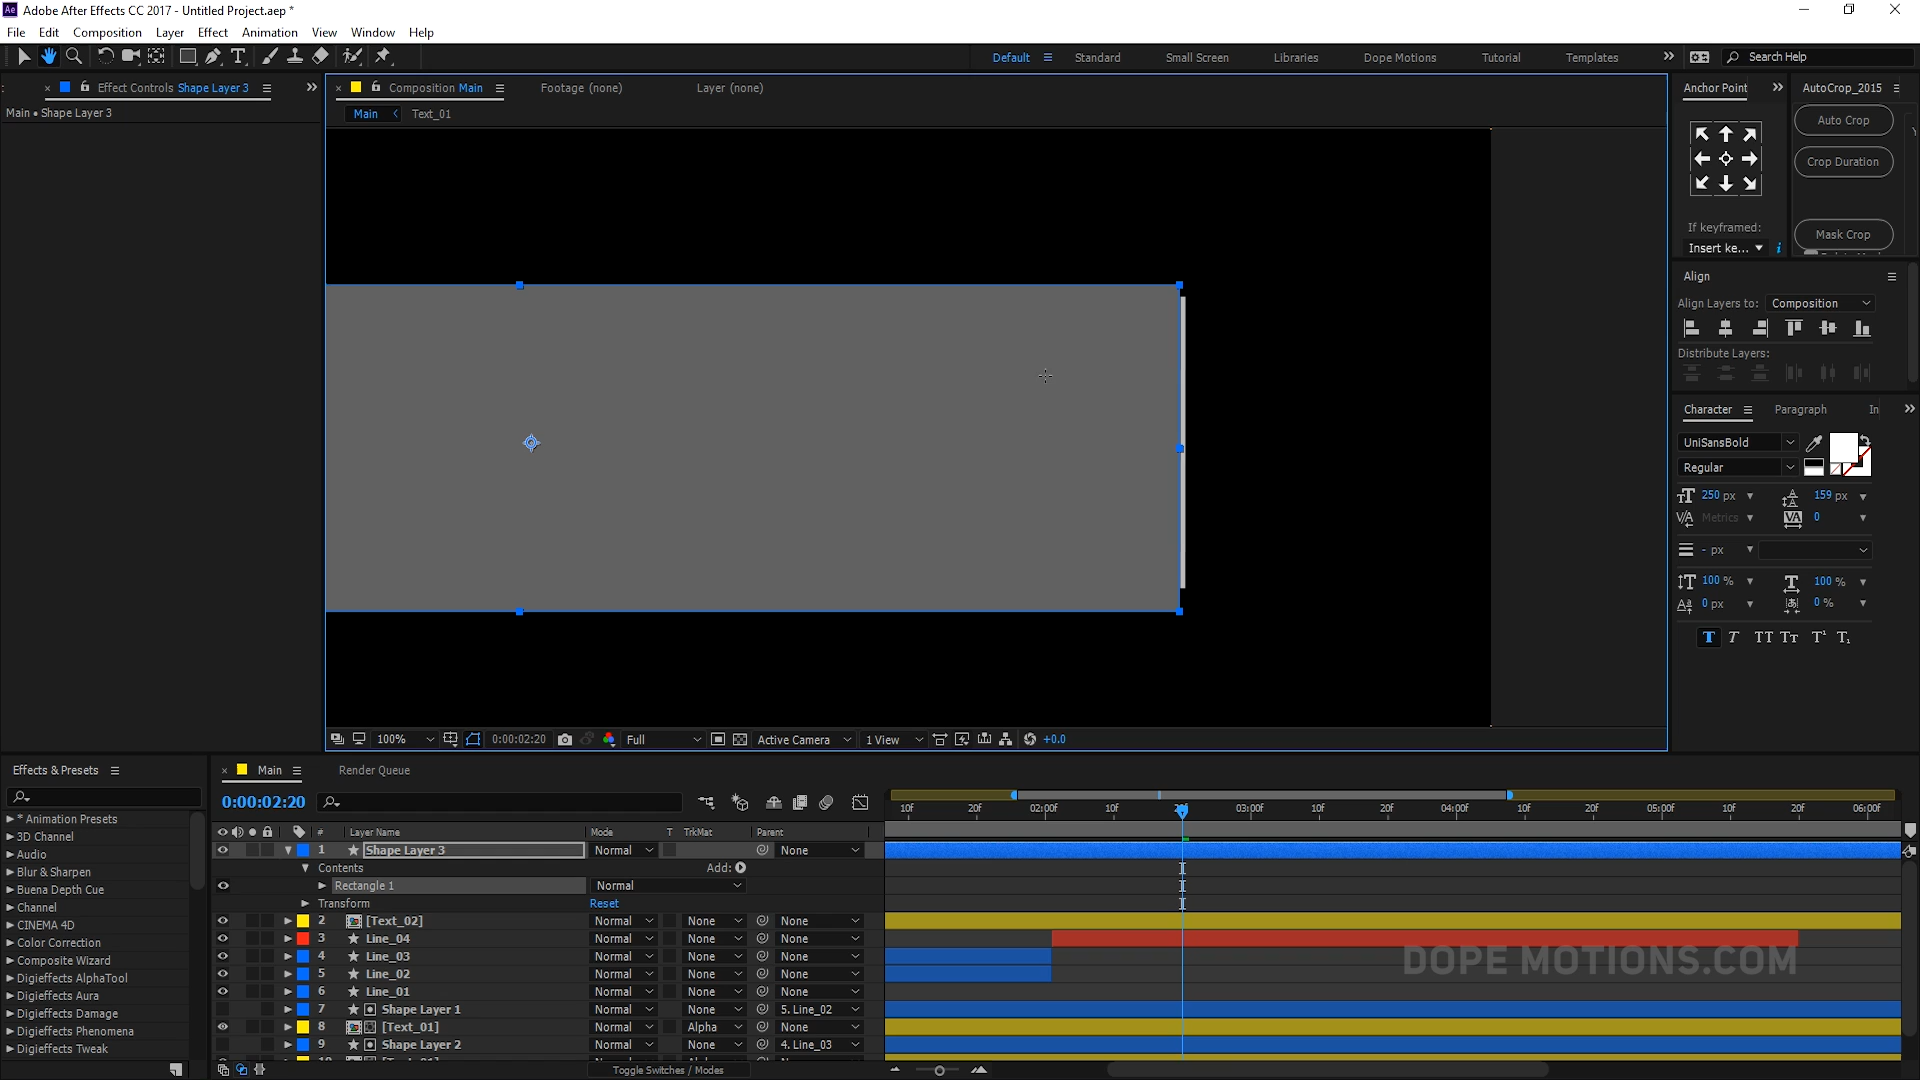 Adobe After Effects CC 2017 - Untitled Project.aep *
File Edit Composition Layer Effect Animation View Window Help
Default Standard Small Screen Libraries Dope Motions Tutorial Templates Search Help
Effect Controls Shape Layer 3
Main • Shape Layer 3
Composition Main Footage (none) Layer (none)
Main Text_01
Anchor Point AutoCrop_2015
Auto Crop
Crop Duration
If keyframed:
Mask Crop
Insert ke...
Align
Align Layers to: Composition
Distribute Layers:
Character Paragraph In
UniSansBold
Regular
250 px 159 px
Metrics 0
- px
100 % 100 %
0 px 0 %
100% 0:00:02:20 Full Active Camera 1 View +0.0
Effects & Presets
* Animation Presets
3D Channel
Audio
Blur & Sharpen
Buena Depth Cue
Channel
CINEMA 4D
Color Correction
Composite Wizard
Digieffects AlphaTool
Digieffects Aura
Digieffects Damage
Digieffects Phenomena
Digieffects Tweak
Main Render Queue
0:00:02:20
10f 20f 02:00f 10f 20f 03:00f 10f 20f 04:00f 10f 20f 05:00f 10f 20f 06:00f
# Layer Name Mode T TrkMat Parent
1 Shape Layer 3 Normal None
Contents Add:
Rectangle 1 Normal
Transform Reset
2 [Text_02] Normal None None
3 Line_04 Normal None None
4 Line_03 Normal None None
5 Line_02 Normal None None
6 Line_01 Normal None None
7 Shape Layer 1 Normal None 5. Line_02
8 [Text_01] Normal Alpha None
9 Shape Layer 2 Normal None 4. Line_03
Toggle Switches / Modes
DOPE MOTIONS.COM